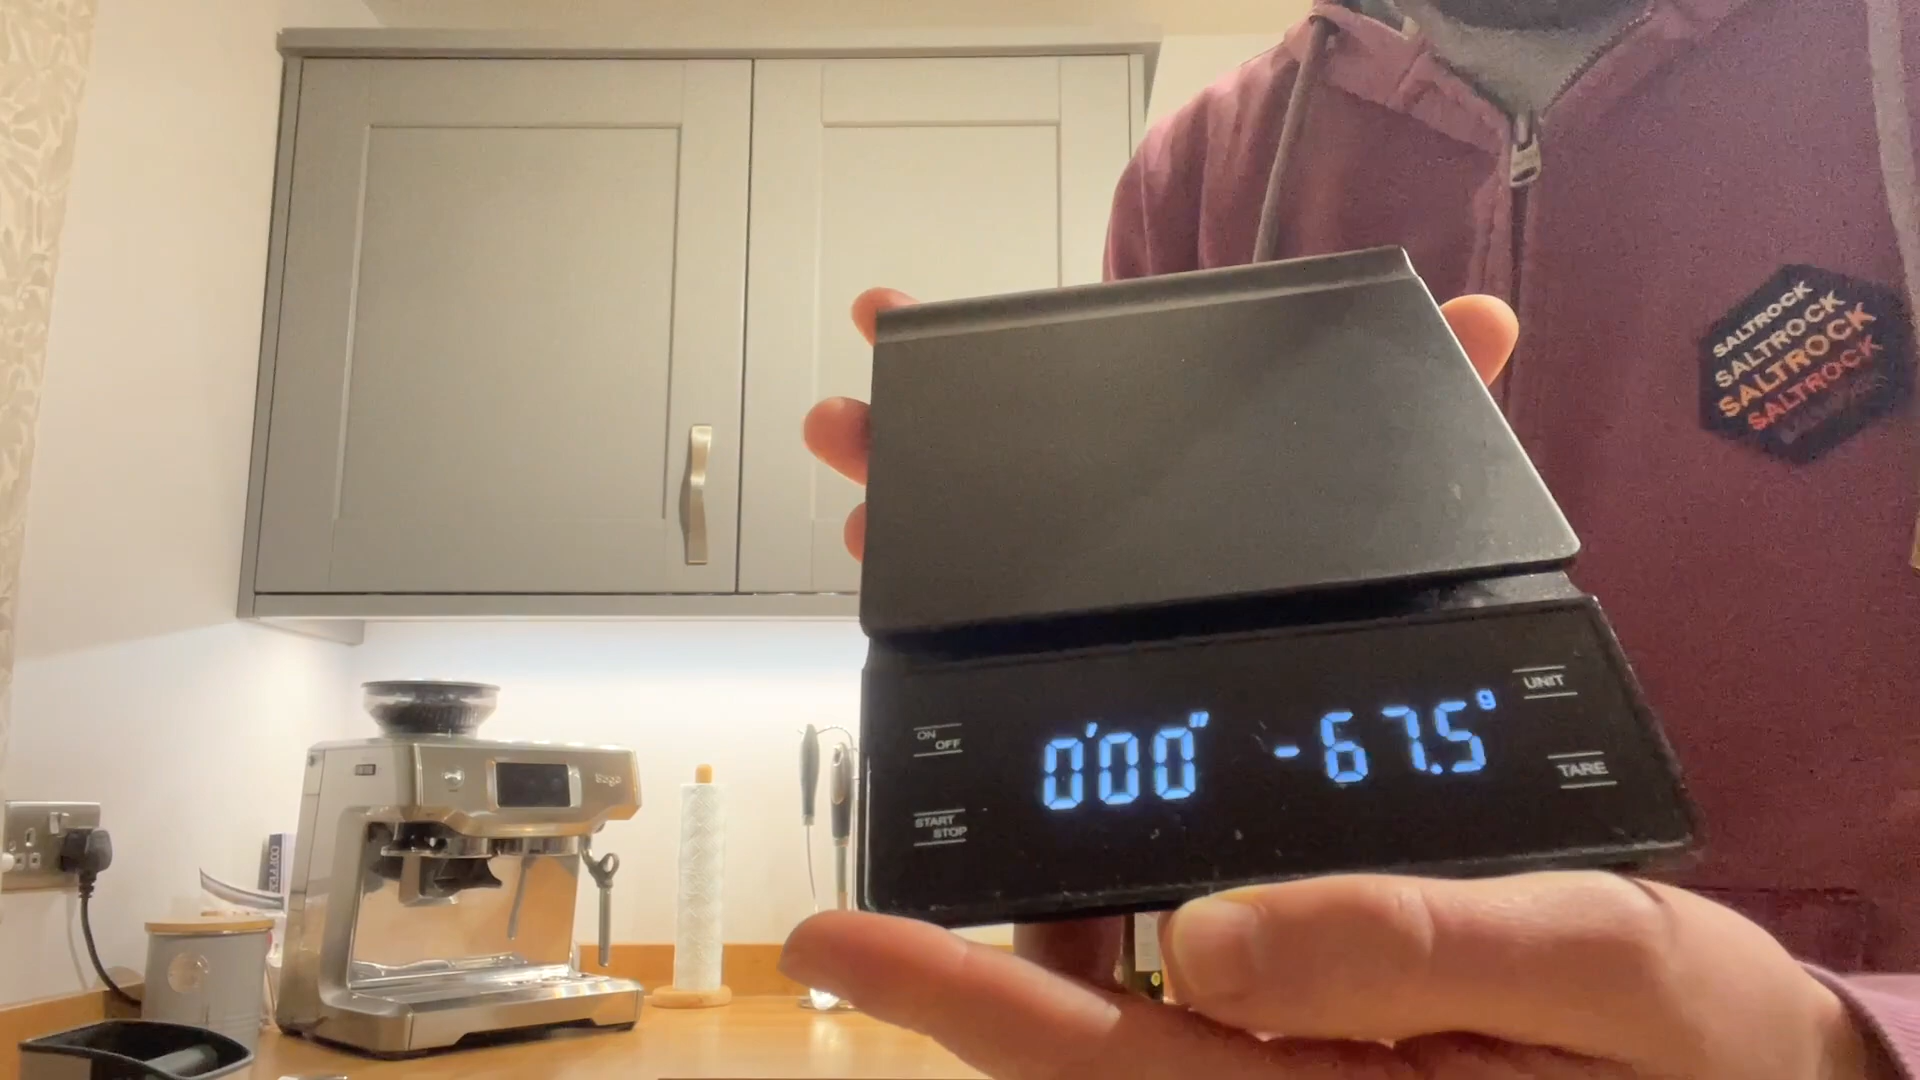 SALTROCK
SALTROCK
SALTROCK
SALTROCK
Sage
UNIT
ON
OFF
0'00" -67.5g
TARE
START
STOP